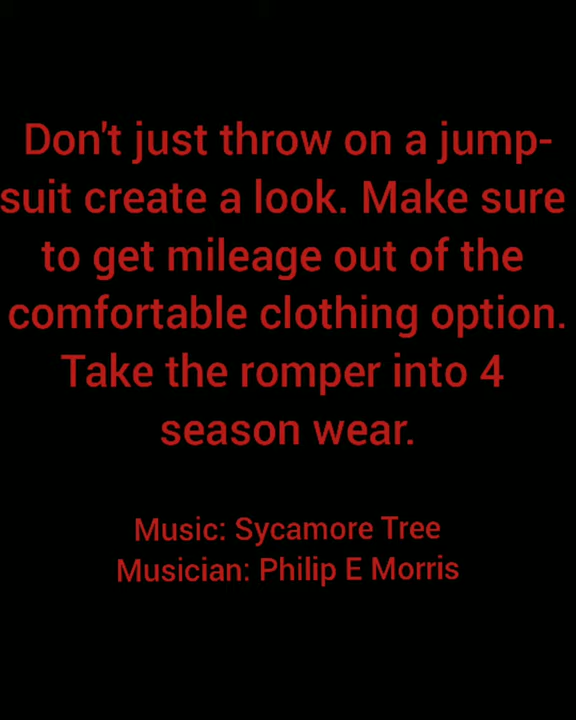 Don't just throw on a jump-
suit create a look. Make sure
to get mileage out of the
comfortable clothing option.
Take the romper into 4
season wear.
Music: Sycamore Tree
Musician: Philip E Morris